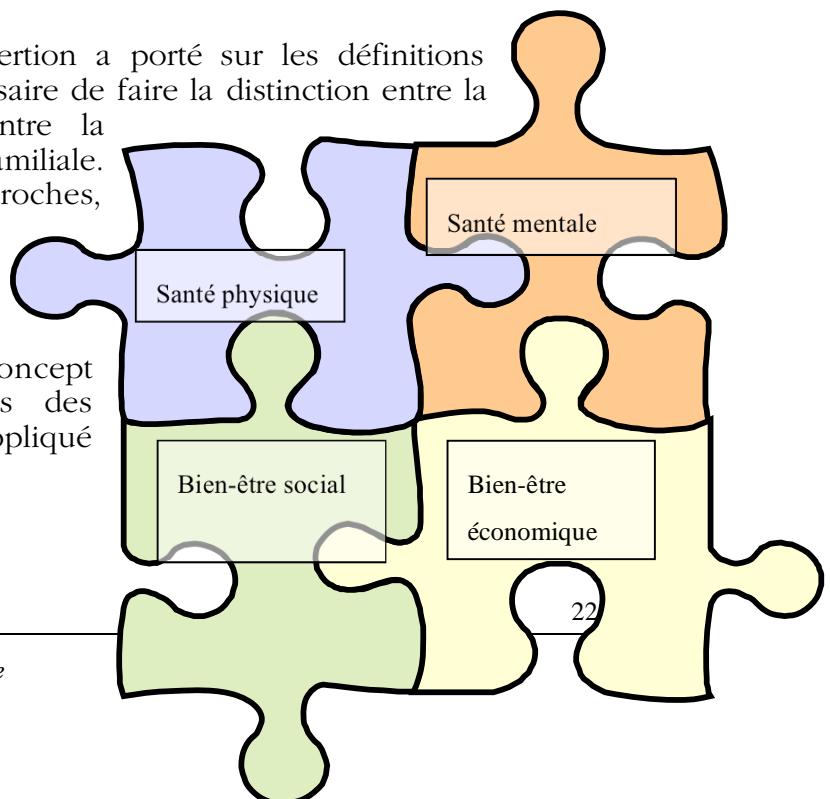 sur les définitions
ertion a porté
saire de faire la distinction entre la
ntre la
amiliale.
roches,
Santé mentale
Santé physique
oncept
s des
ppliqué
Bien-être social
Bien-être
économique
22
e